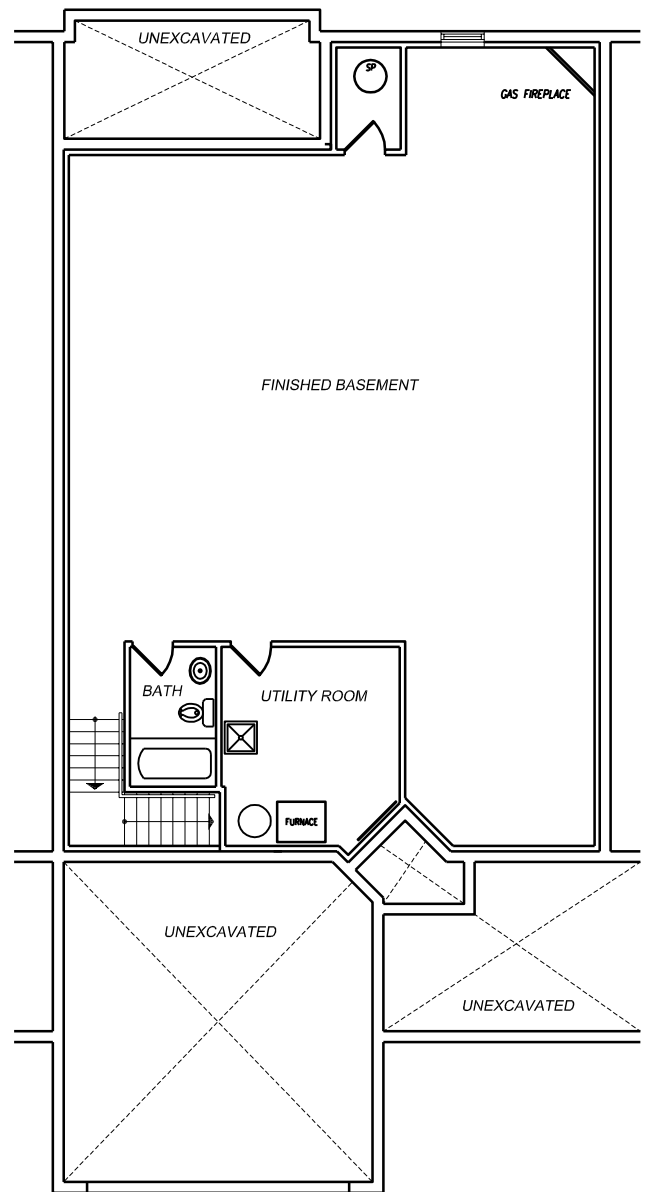 UNEXCAVATED
SP
GAS FIREPLACE
FINISHED BASEMENT
BATH
UTILITY ROOM
FURNACE
UNEXCAVATED
UNEXCAVATED